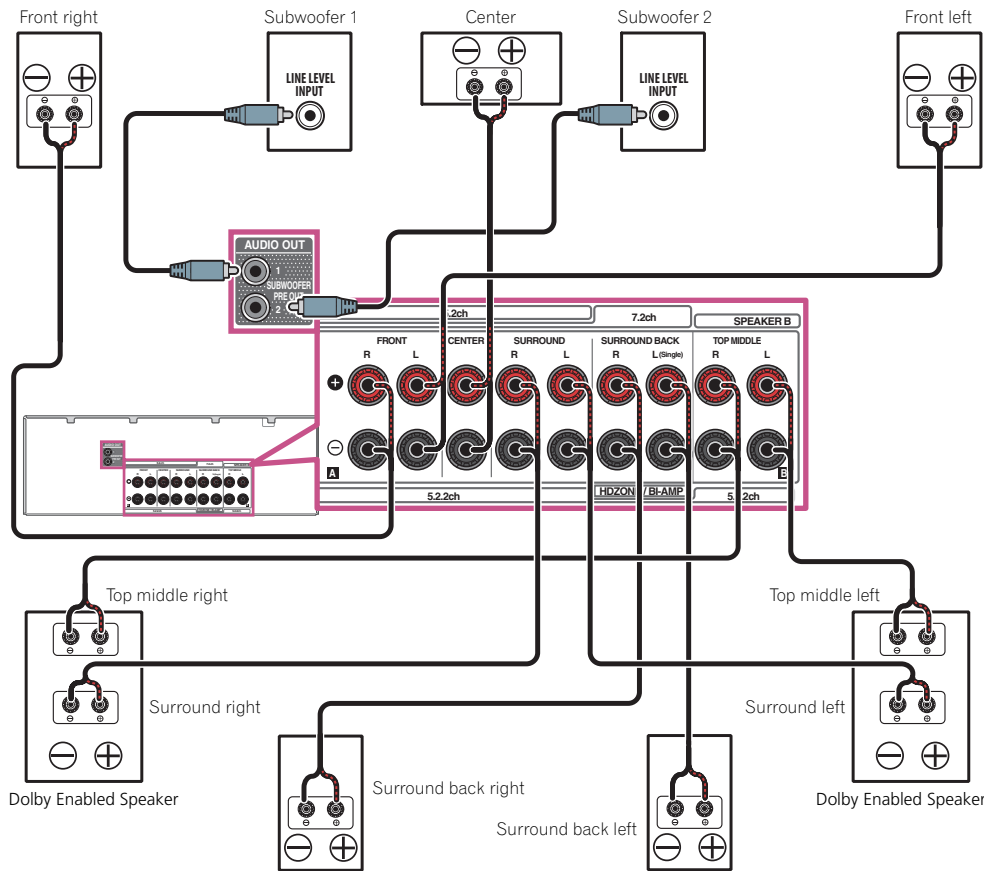 Front right
Subwoofer 1
Center
Subwoofer 2
Front left
LINE LEVEL
INPUT
LINE LEVEL
INPUT
AUDIO OUT
1
SUBWOOFER
PRE OUT
2
.2ch
7.2ch
SPEAKER B
FRONT
CENTER
SURROUND
SURROUND BACK
TOP MIDDLE
R
L
R
L
R
L (Single)
R
L
A
B
5.2.2ch
HDZON / BI-AMP
5. 2ch
Top middle right
Top middle left
Surround right
Surround left
Dolby Enabled Speaker
Dolby Enabled Speaker
Surround back right
Surround back left